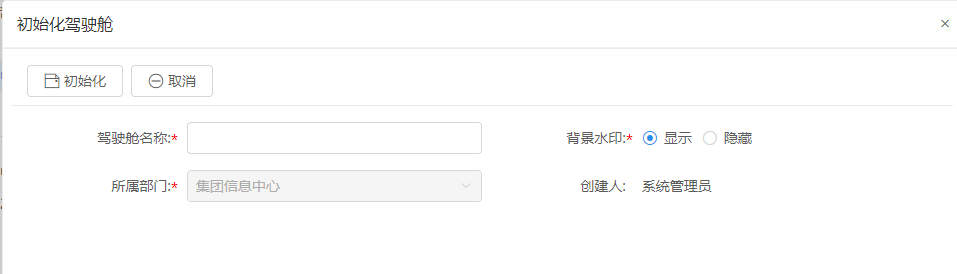 初始化驾驶舱
×
初始化 取消
驾驶舱名称:* 背景水印:* 显示 隐藏
所属部门:* 集团信息中心 创建人: 系统管理员